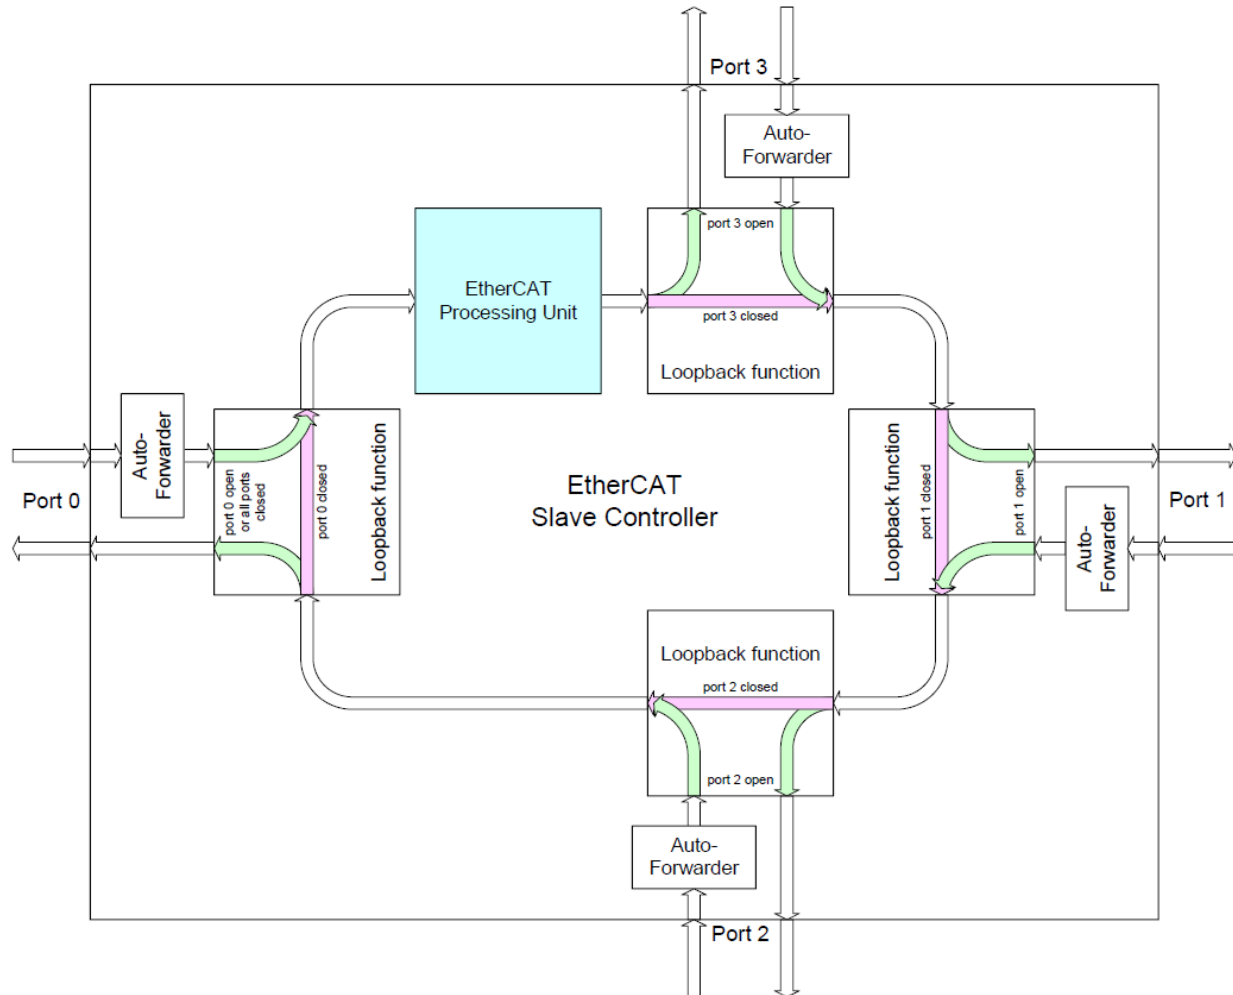 Port 3
Auto-
Forwarder
port 3 open
EtherCAT
Processing Unit
port 3 closed
Loopback function
Auto-
Forwarder
Port 0
port 0 open
or all ports
closed
port 0 closed
Loopback function
EtherCAT
Slave Controller
Loopback function
port 1 closed
port 1 open
Auto-
Forwarder
Port 1
Loopback function
port 2 closed
port 2 open
Auto-
Forwarder
Port 2